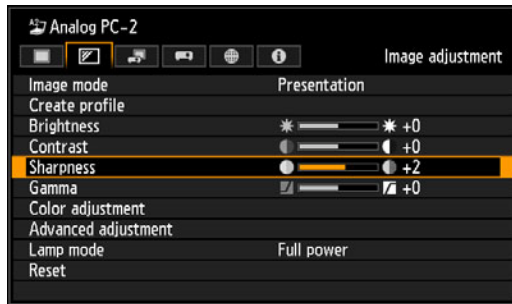 Analog PC-2
Image adjustment
Image mode Presentation
Create profile
Brightness +0
Contrast +0
Sharpness +2
Gamma +0
Color adjustment
Advanced adjustment
Lamp mode Full power
Reset